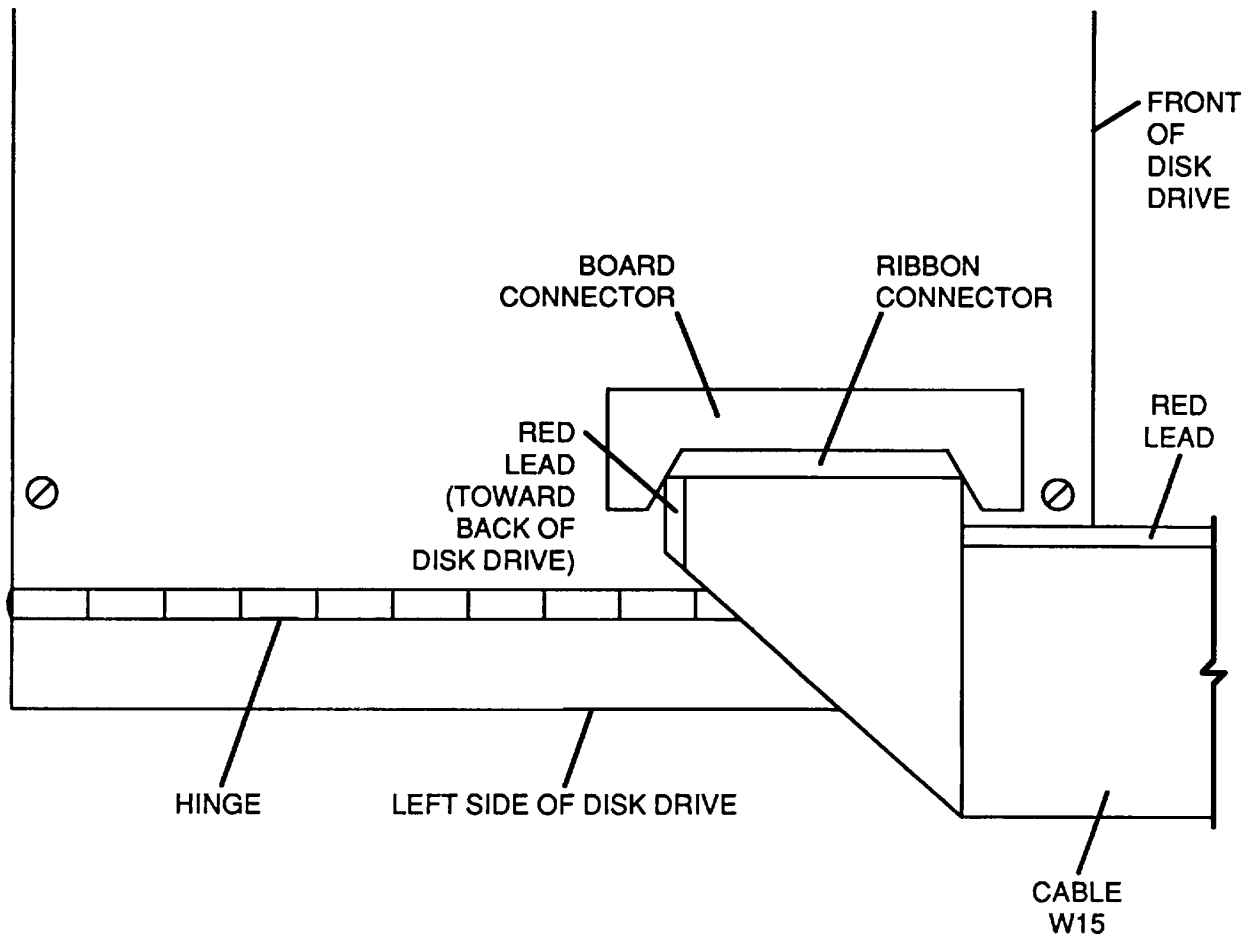 FRONT
OF
DISK
DRIVE
BOARD
CONNECTOR
RIBBON
CONNECTOR
RED
LEAD
RED
LEAD
(TOWARD
BACK OF
DISK DRIVE)
HINGE
LEFT SIDE OF DISK DRIVE
CABLE
W15